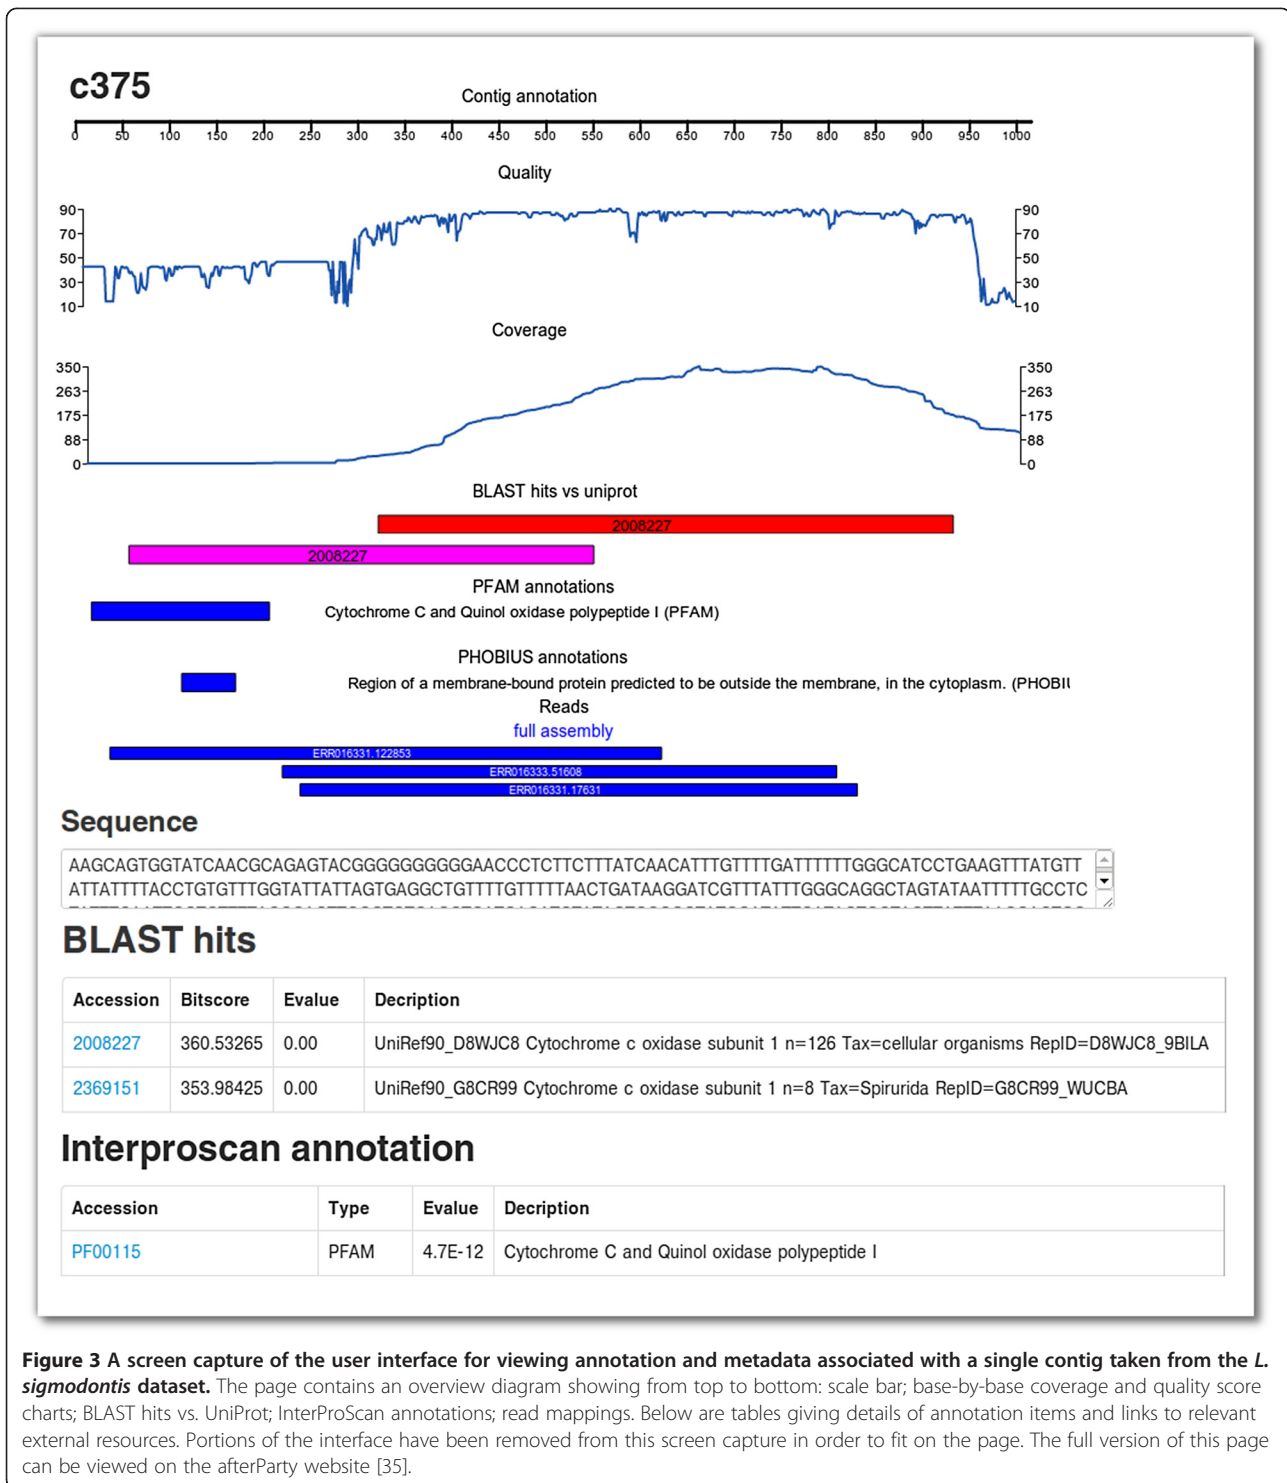 c375
Contig annotation
0 50 100 150 200 250 300 350 400 450 500 550 600 650 700 750 800 850 900 950 1000
Quality
90 90
70 70
50 50
30 30
10 10
Coverage
350 350
263 263
175 175
88 88
0 0
BLAST hits vs uniprot
2008227
2008227
PFAM annotations
Cytochrome C and Quinol oxidase polypeptide I (PFAM)
PHOBIUS annotations
Region of a membrane-bound protein predicted to be outside the membrane, in the cytoplasm. (PHOBIU
Reads
full assembly
ERR016331.122853
ERR016333.51608
ERR016331.17631
Sequence
AAGCAGTGGTATCAACGCAGAGTACGGGGGGGGGGAACCCTCTTCTTTATCAACATTTGTTTTGATTTTTTGGGCATCCTGAAGTTTATGTT
ATTATTTTACCTGTGTTTGGTATTATTAGTGAGGCTGTTTTGTTTTTAACTGATAAGGATCGTTTATTTGGGCAGGCTAGTATAATTTTTGCCTC
BLAST hits
Accession Bitscore Evalue Decription
2008227 360.53265 0.00 UniRef90_D8WJC8 Cytochrome c oxidase subunit 1 n=126 Tax=cellular organisms RepID=D8WJC8_9BILA
2369151 353.98425 0.00 UniRef90_G8CR99 Cytochrome c oxidase subunit 1 n=8 Tax=Spirurida RepID=G8CR99_WUCBA
Interproscan annotation
Accession Type Evalue Decription
PF00115 PFAM 4.7E-12 Cytochrome C and Quinol oxidase polypeptide I
Figure 3 A screen capture of the user interface for viewing annotation and metadata associated with a single contig taken from the L.
sigmodontis dataset. The page contains an overview diagram showing from top to bottom: scale bar; base-by-base coverage and quality score
charts; BLAST hits vs. UniProt; InterProScan annotations; read mappings. Below are tables giving details of annotation items and links to relevant
external resources. Portions of the interface have been removed from this screen capture in order to fit on the page. The full version of this page
can be viewed on the afterParty website [35].